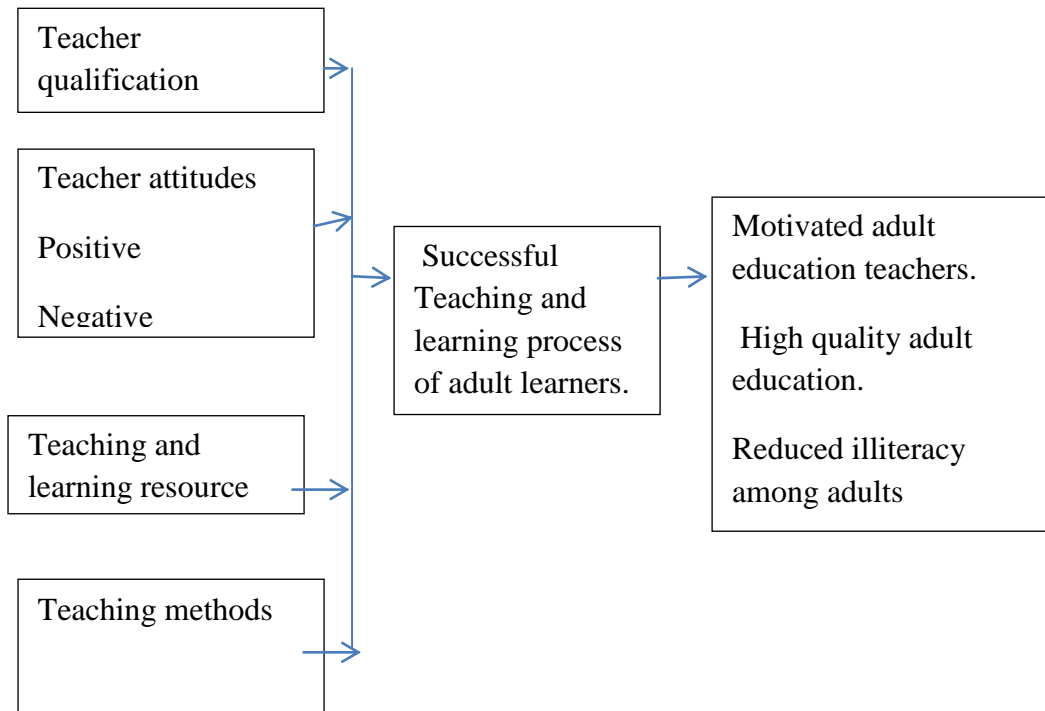 Teacher
qualification
Teacher attitudes
Positive
Negative
Teaching and
learning resource
Teaching methods
Successful
Teaching and
learning process
of adult learners.
Motivated adult
education teachers.
High quality adult
education.
Reduced illiteracy
among adults